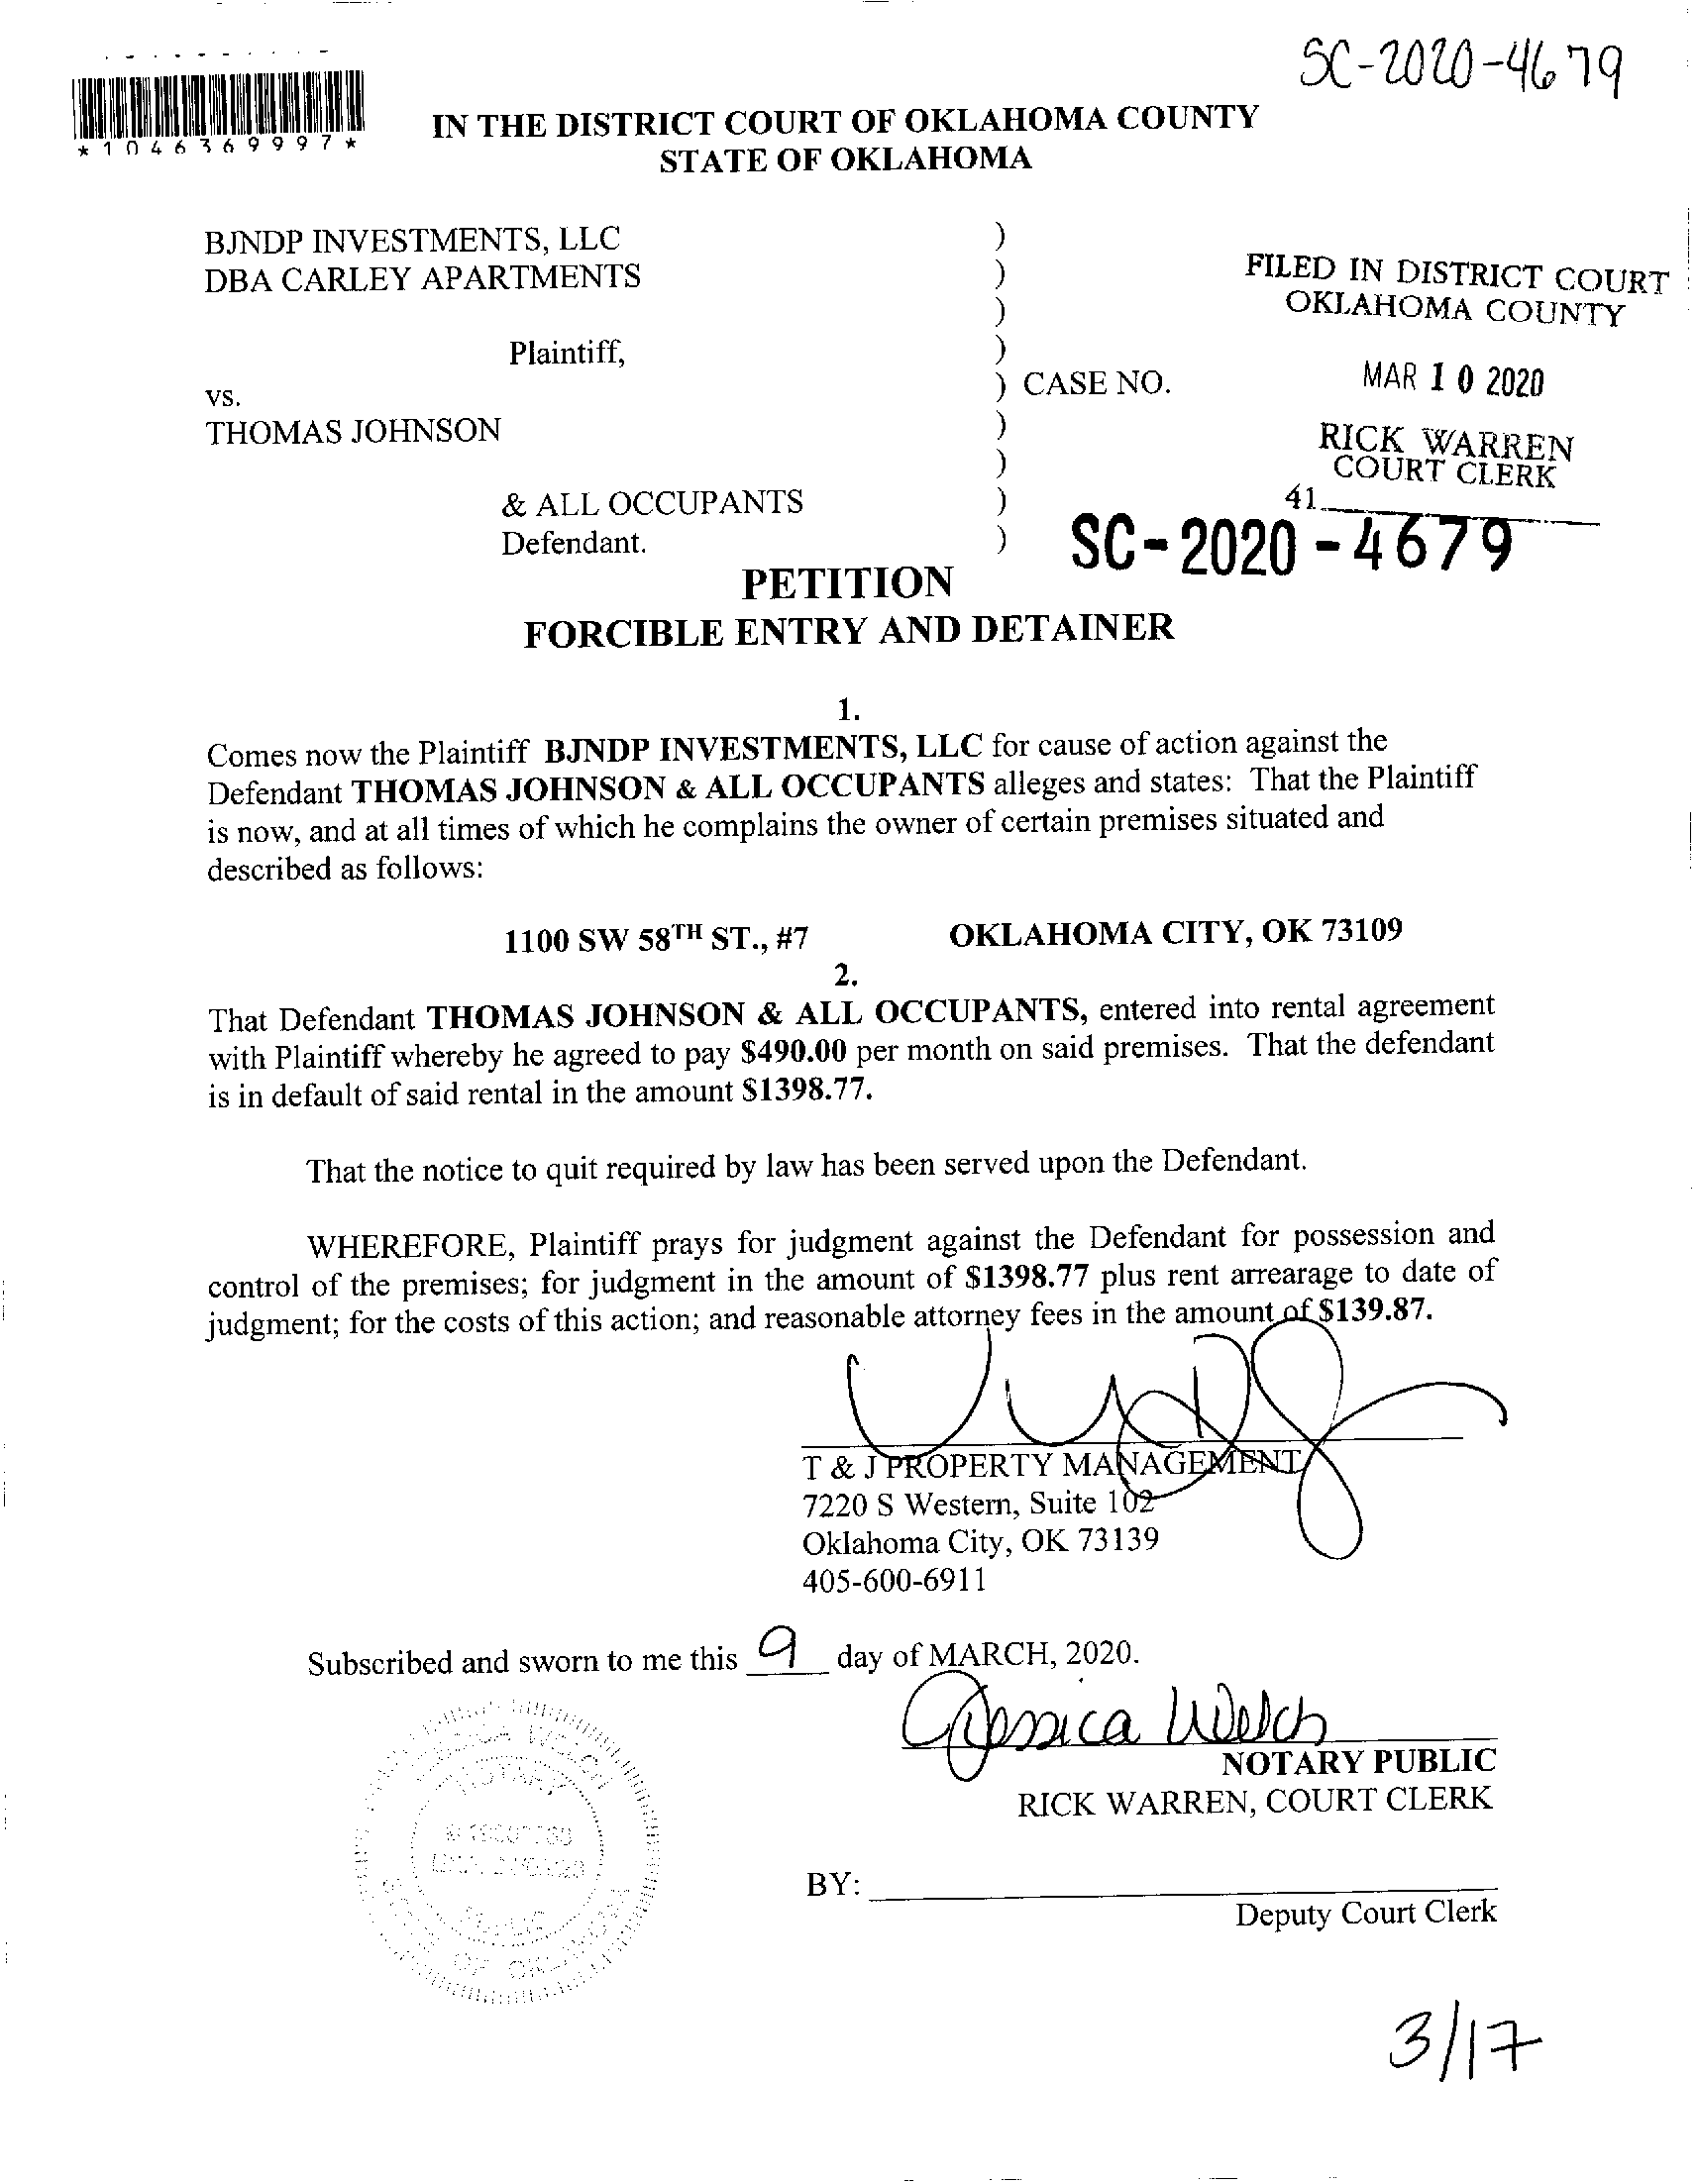 SC-2020-4679
*1046369997*
IN THE DISTRICT COURT OF OKLAHOMA COUNTY
STATE OF OKLAHOMA
BJNDP INVESTMENTS, LLC )
DBA CARLEY APARTMENTS )
)
Plaintiff, )
vs. ) CASE NO.
THOMAS JOHNSON )
)
& ALL OCCUPANTS )
Defendant. )
FILED IN DISTRICT COURT
OKLAHOMA COUNTY
MAR 10 2020
RICK WARREN
COURT CLERK
41
SC-2020-4679
PETITION
FORCIBLE ENTRY AND DETAINER
1.
Comes now the Plaintiff BJNDP INVESTMENTS, LLC for cause of action against the
Defendant THOMAS JOHNSON & ALL OCCUPANTS alleges and states: That the Plaintiff
is now, and at all times of which he complains the owner of certain premises situated and
described as follows:
1100 SW 58TH ST., #7 OKLAHOMA CITY, OK 73109
2.
That Defendant THOMAS JOHNSON & ALL OCCUPANTS, entered into rental agreement
with Plaintiff whereby he agreed to pay $490.00 per month on said premises. That the defendant
is in default of said rental in the amount $1398.77.
That the notice to quit required by law has been served upon the Defendant.
WHEREFORE, Plaintiff prays for judgment against the Defendant for possession and
control of the premises; for judgment in the amount of $1398.77 plus rent arrearage to date of
judgment; for the costs of this action; and reasonable attorney fees in the amount of $139.87.
T & J PROPERTY MANAGEMENT
7220 S Western, Suite 102
Oklahoma City, OK 73139
405-600-6911
Subscribed and sworn to me this 9 day of MARCH, 2020.
Jessica Welch
NOTARY PUBLIC
RICK WARREN, COURT CLERK
BY:
Deputy Court Clerk
3/17